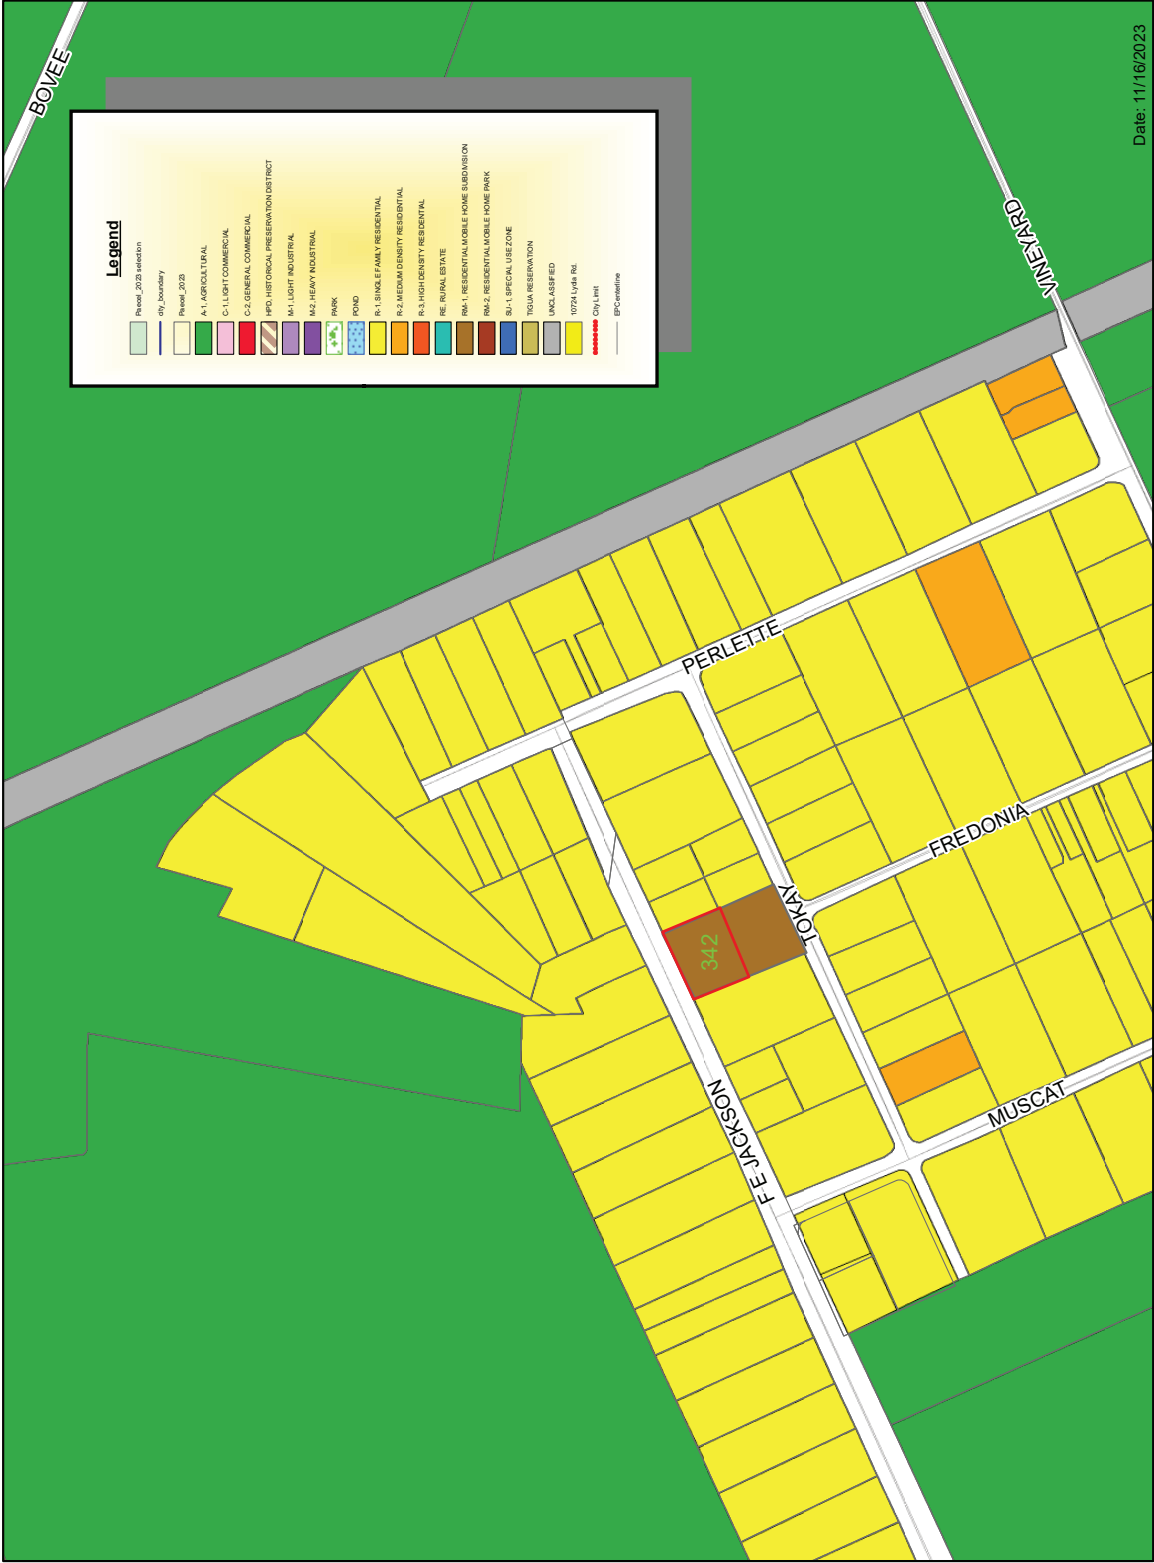 BOVEE
Legend
Paecel_2023 selection
city_boundary
Paecel_2023
A-1, AGRICULTURAL
C-1, LIGHT COMMERCIAL
C-2, GENERAL COMMERCIAL
HPD, HISTORICAL PRESERVATION DISTRICT
M-1, LIGHT INDUSTRIAL
M-2, HEAVY INDUSTRIAL
PARK
POND
R-1, SINGLE FAMILY RESIDENTIAL
R-2, MEDIUM DENSITY RESIDENTIAL
R-3, HIGH DENSITY RESIDENTIAL
RE, RURAL ESTATE
RM-1, RESIDENTIAL MOBILE HOME SUBDIVISION
RM-2, RESIDENTIAL MOBILE HOME PARK
SU-1, SPECIAL USE ZONE
TIGUA RESERVATION
UNCLASSIFIED
10724 Lyda Rd.
City Limit
EPCenterline
VINEYARD
PERLETTE
FREDONIA
TOKAY
342
F E JACKSON
MUSCAT
Date: 11/16/2023